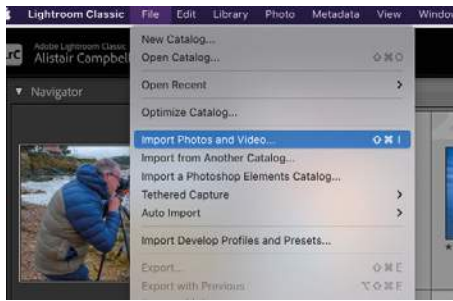 Lightroom Classic File Edit Library Photo Metadata View Window
New Catalog...
Open Catalog... ⇧⌘O
Adobe Lightroom Classic
Alistair Campbell
rC
Open Recent >
Navigator
Optimize Catalog...
Import Photos and Video... ⇧⌘I
Import from Another Catalog...
Import a Photoshop Elements Catalog...
Tethered Capture >
Auto Import >
Import Develop Profiles and Presets...
Export... ⇧⌘E
Export with Previous ⌥⇧⌘E